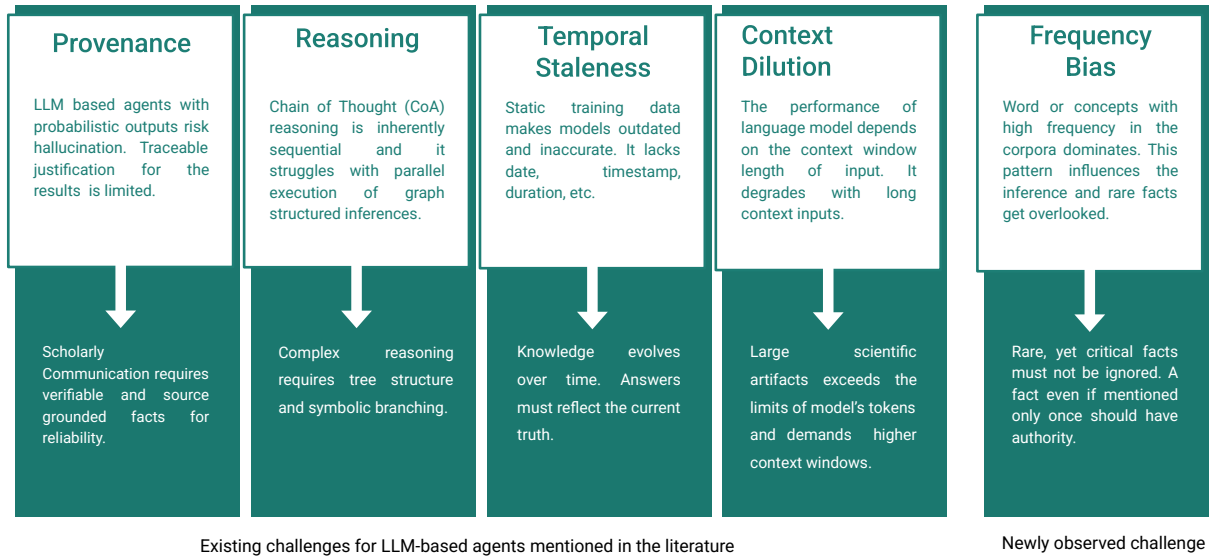 Provenance
LLM based agents with
probabilistic outputs risk
hallucination. Traceable
justification for the
results is limited.
Scholarly
Communication requires
verifiable and source
grounded facts for
reliability.
Reasoning
Chain of Thought (CoA)
reasoning is inherently
sequential and it
struggles with parallel
execution of graph
structured inferences.
Complex reasoning
requires tree structure
and symbolic branching.
Temporal
Staleness
Static training data
makes models outdated
and inaccurate. It lacks
date, timestamp,
duration, etc.
Knowledge evolves
over time. Answers
must reflect the current
truth.
Context
Dilution
The performance of
language model depends
on the context window
length of input. It
degrades with long
context inputs.
Large scientific
artifacts exceeds the
limits of model's tokens
and demands higher
context windows.
Frequency
Bias
Word or concepts with
high frequency in the
corpora dominates. This
pattern influences the
inference and rare facts
get overlooked.
Rare, yet critical facts
must not be ignored. A
fact even if mentioned
only once should have
authority.
Existing challenges for LLM-based agents mentioned in the literature
Newly observed challenge